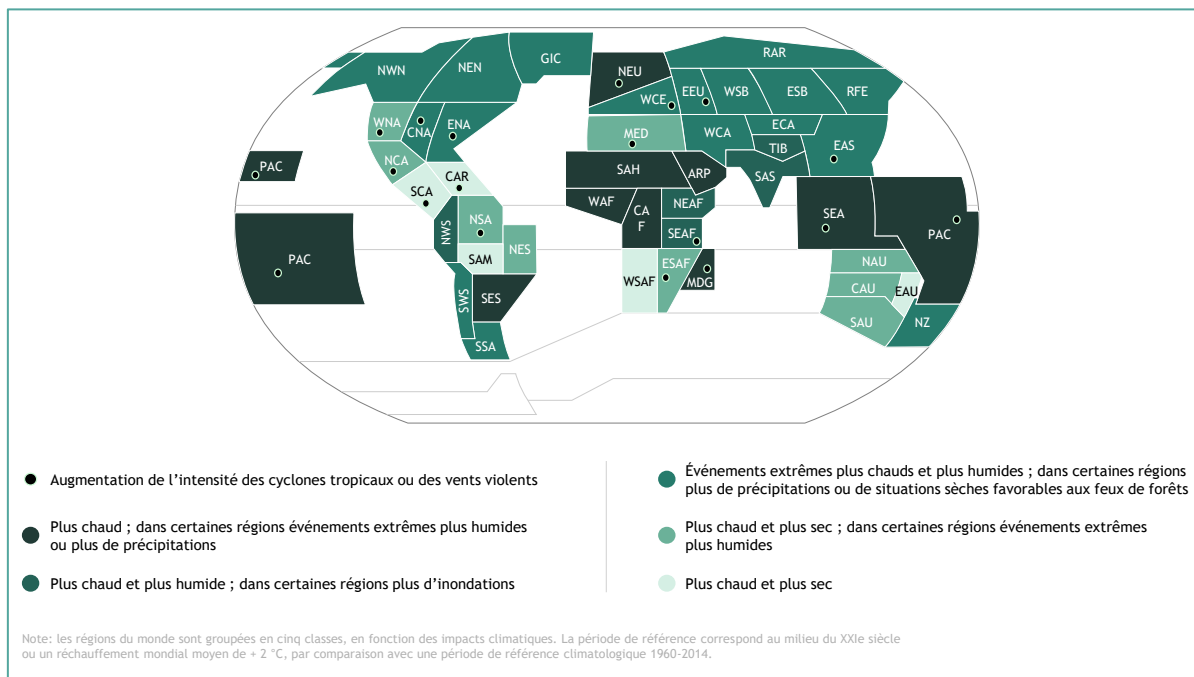 GIC
RAR
NWN
NEN
NEU
WCE
EEU
WSB
ESB
RFE
WNA
CNA
ENA
MED
WCA
ECA
TIB
EAS
PAC
NCA
SCA
CAR
SAH
ARP
SAS
WAF
CA
F
NEAF
SEAF
SEA
PAC
NWS
NSA
NES
SAM
PAC
WSAF
ESAF
MDG
NAU
CAU
EAU
SAU
NZ
SWS
SES
SSA
Augmentation de l’intensité des cyclones tropicaux ou des vents violents
Plus chaud ; dans certaines régions événements extrêmes plus humides
ou plus de précipitations
Plus chaud et plus humide ; dans certaines régions plus d’inondations
Événements extrêmes plus chauds et plus humides ; dans certaines régions
plus de précipitations ou de situations sèches favorables aux feux de forêts
Plus chaud et plus sec ; dans certaines régions événements extrêmes
plus humides
Plus chaud et plus sec
Note: les régions du monde sont groupées en cinq classes, en fonction des impacts climatiques. La période de référence correspond au milieu du XXIe siècle
ou un réchauffement mondial moyen de + 2 °C, par comparaison avec une période de référence climatologique 1960-2014.